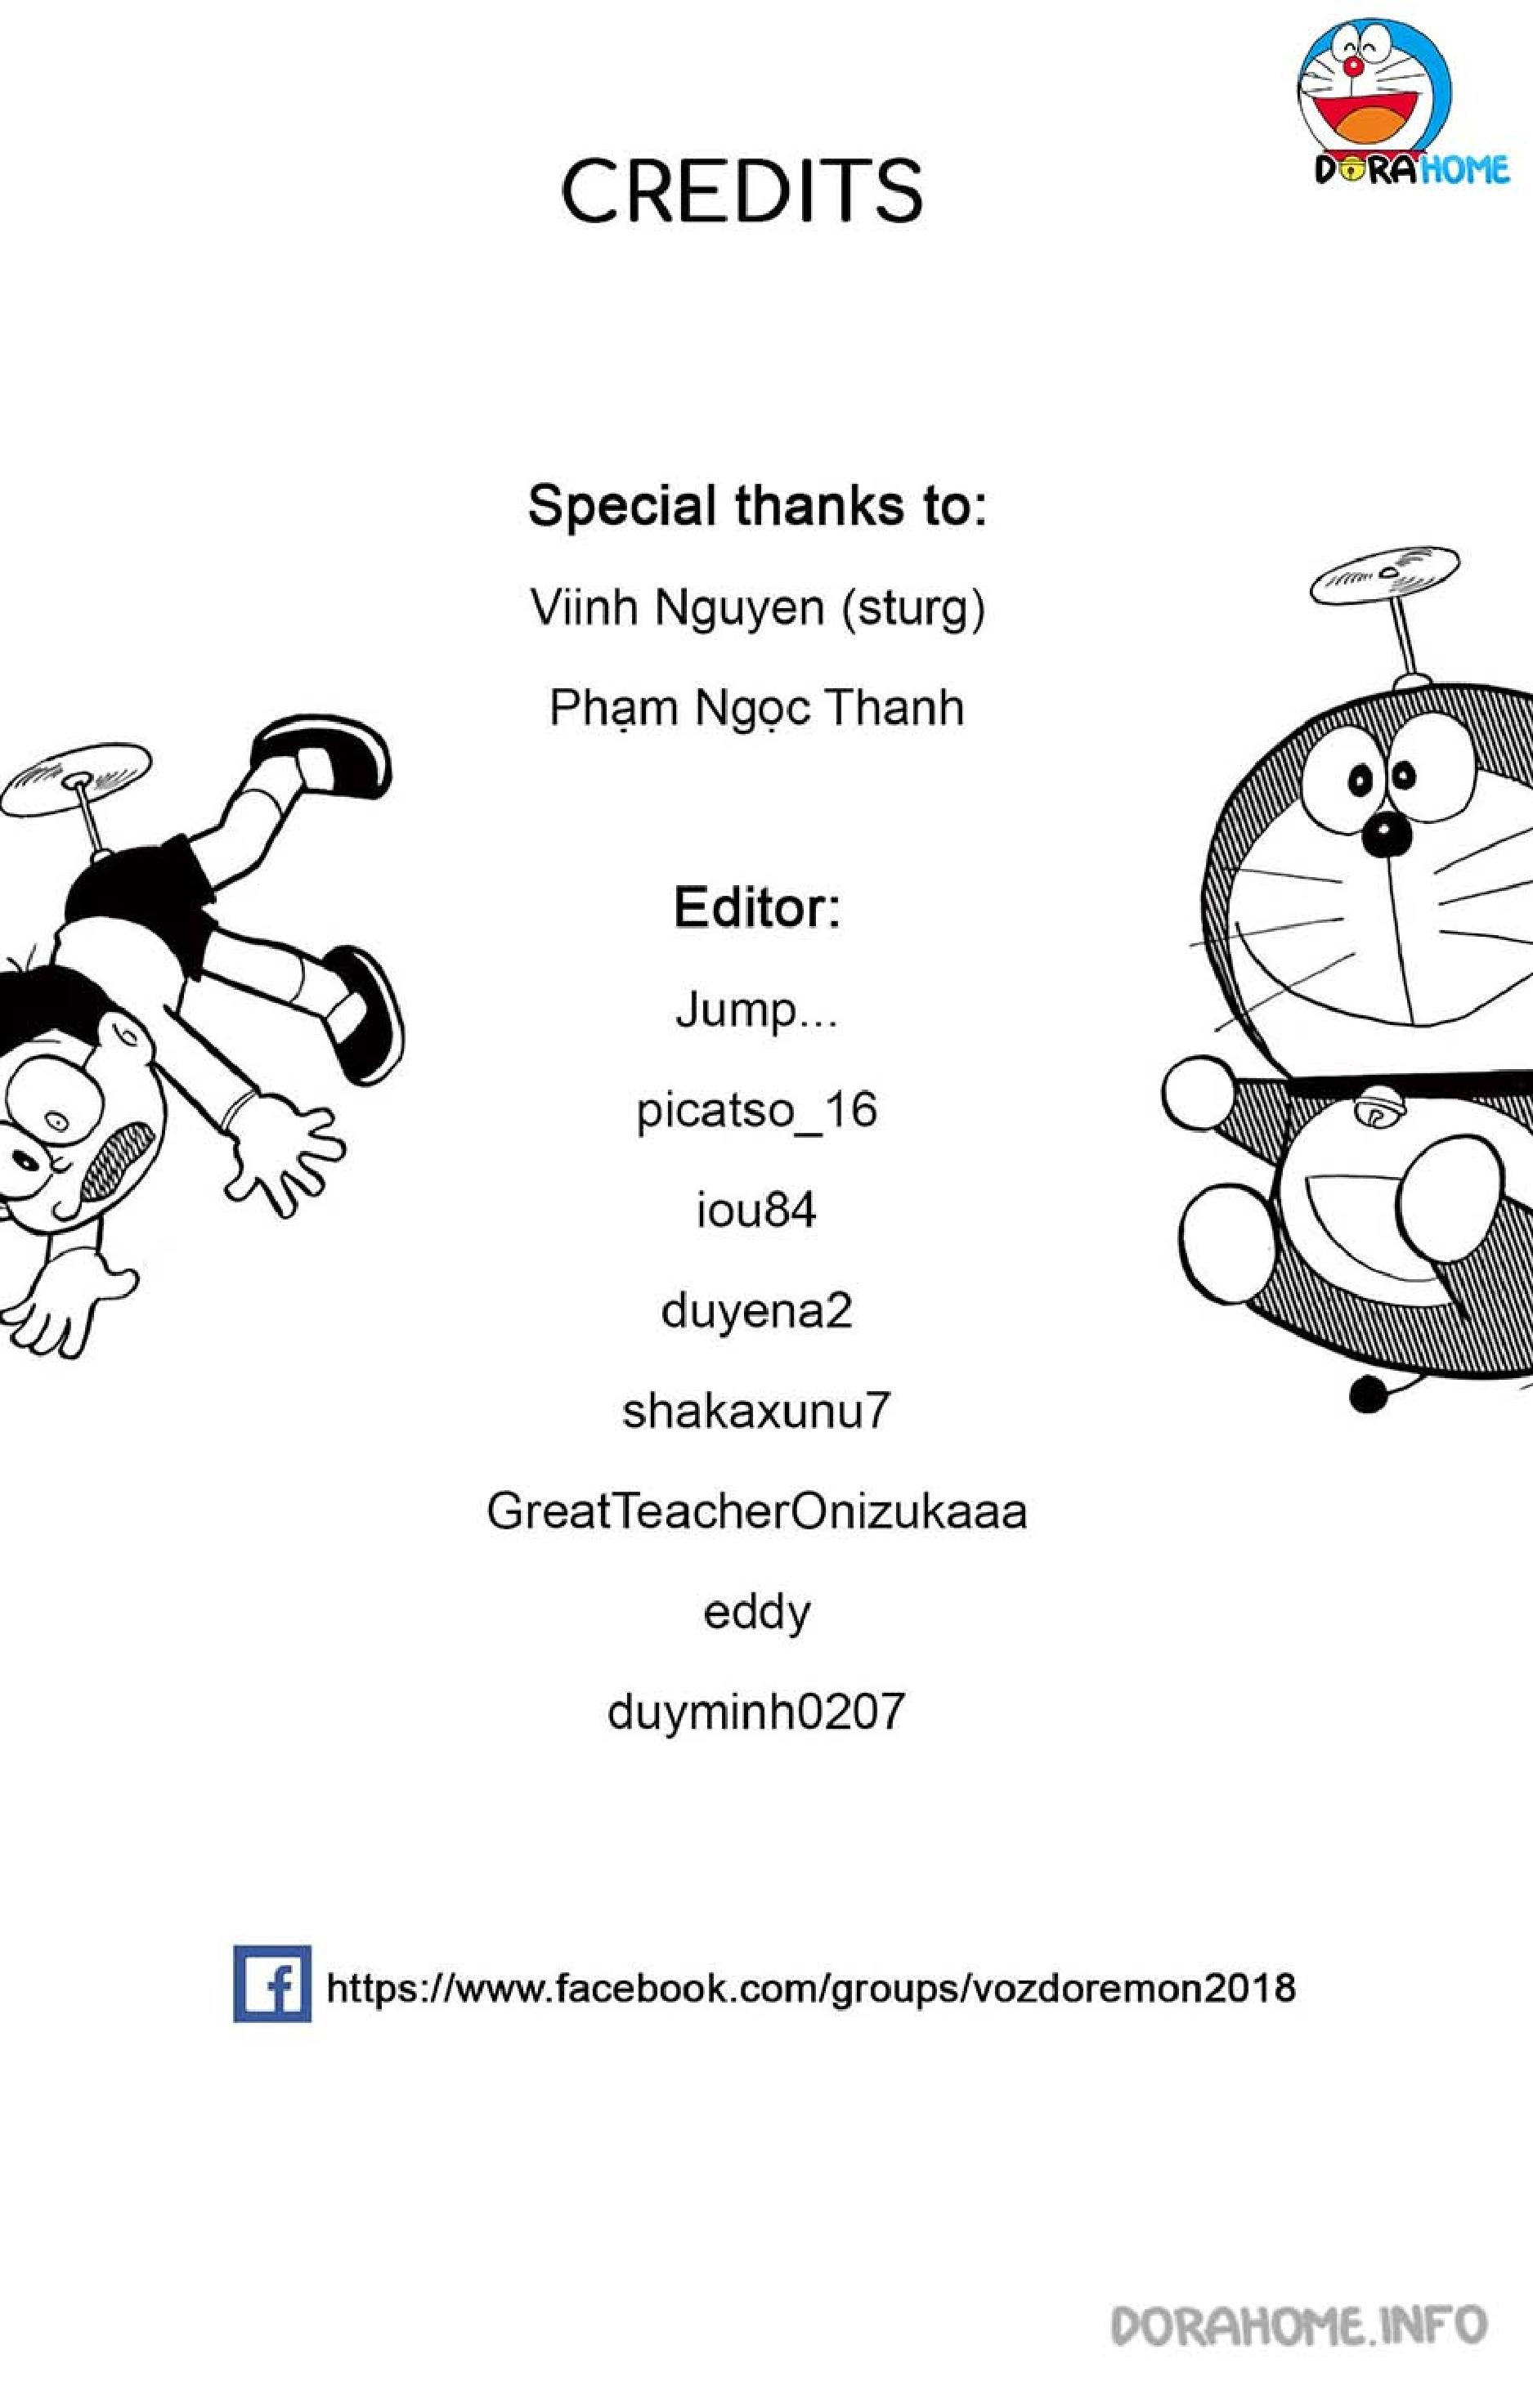 DORAHOME
CREDITS
Special thanks to:
Viinh Nguyen (sturg)
Phạm Ngọc Thanh
Editor:
Jump...
picatso_16
iou84
duyena2
shakaxunu7
GreatTeacherOnizukaaa
eddy
duyminh0207
f https://www.facebook.com/groups/vozdoremon2018
DORAHOME.INFO